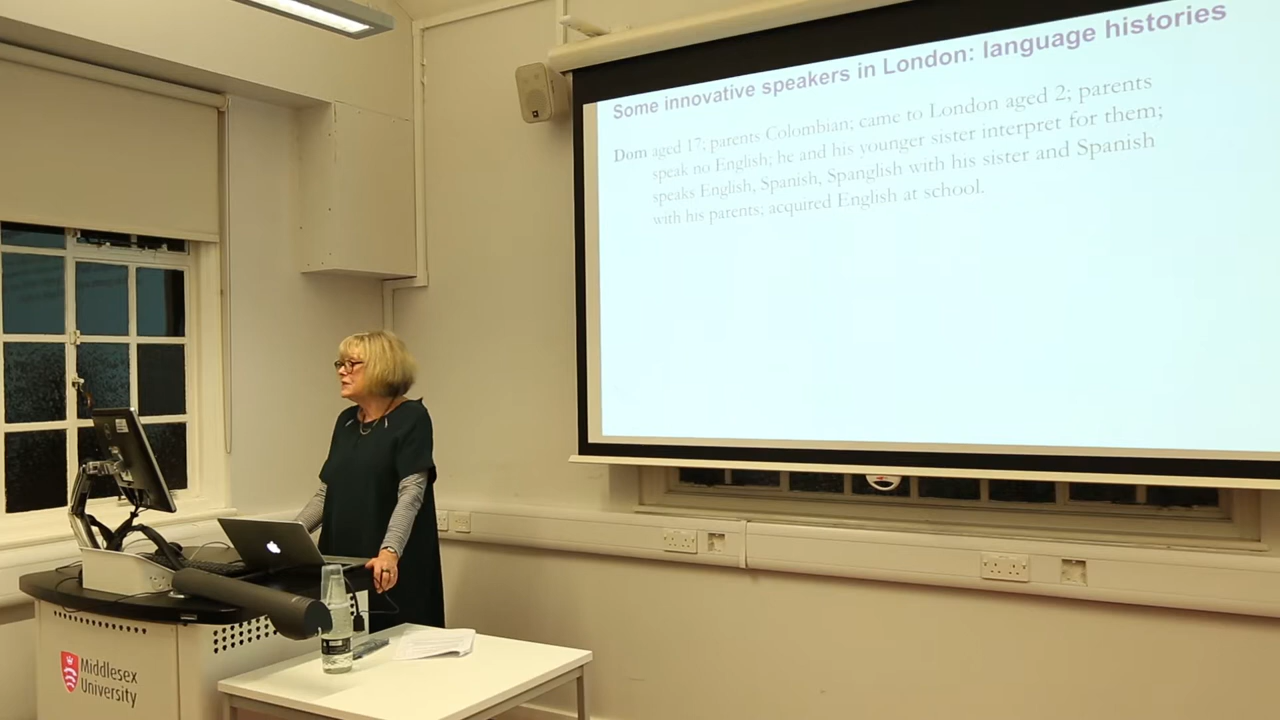 Some innovative speakers in London: language histories
Dom aged 17; parents Colombian; came to London aged 2; parents
speak no English; he and his younger sister interpret for them;
speaks English, Spanish, Spanglish with his sister and Spanish
with his parents; acquired English at school.
Middlesex
University